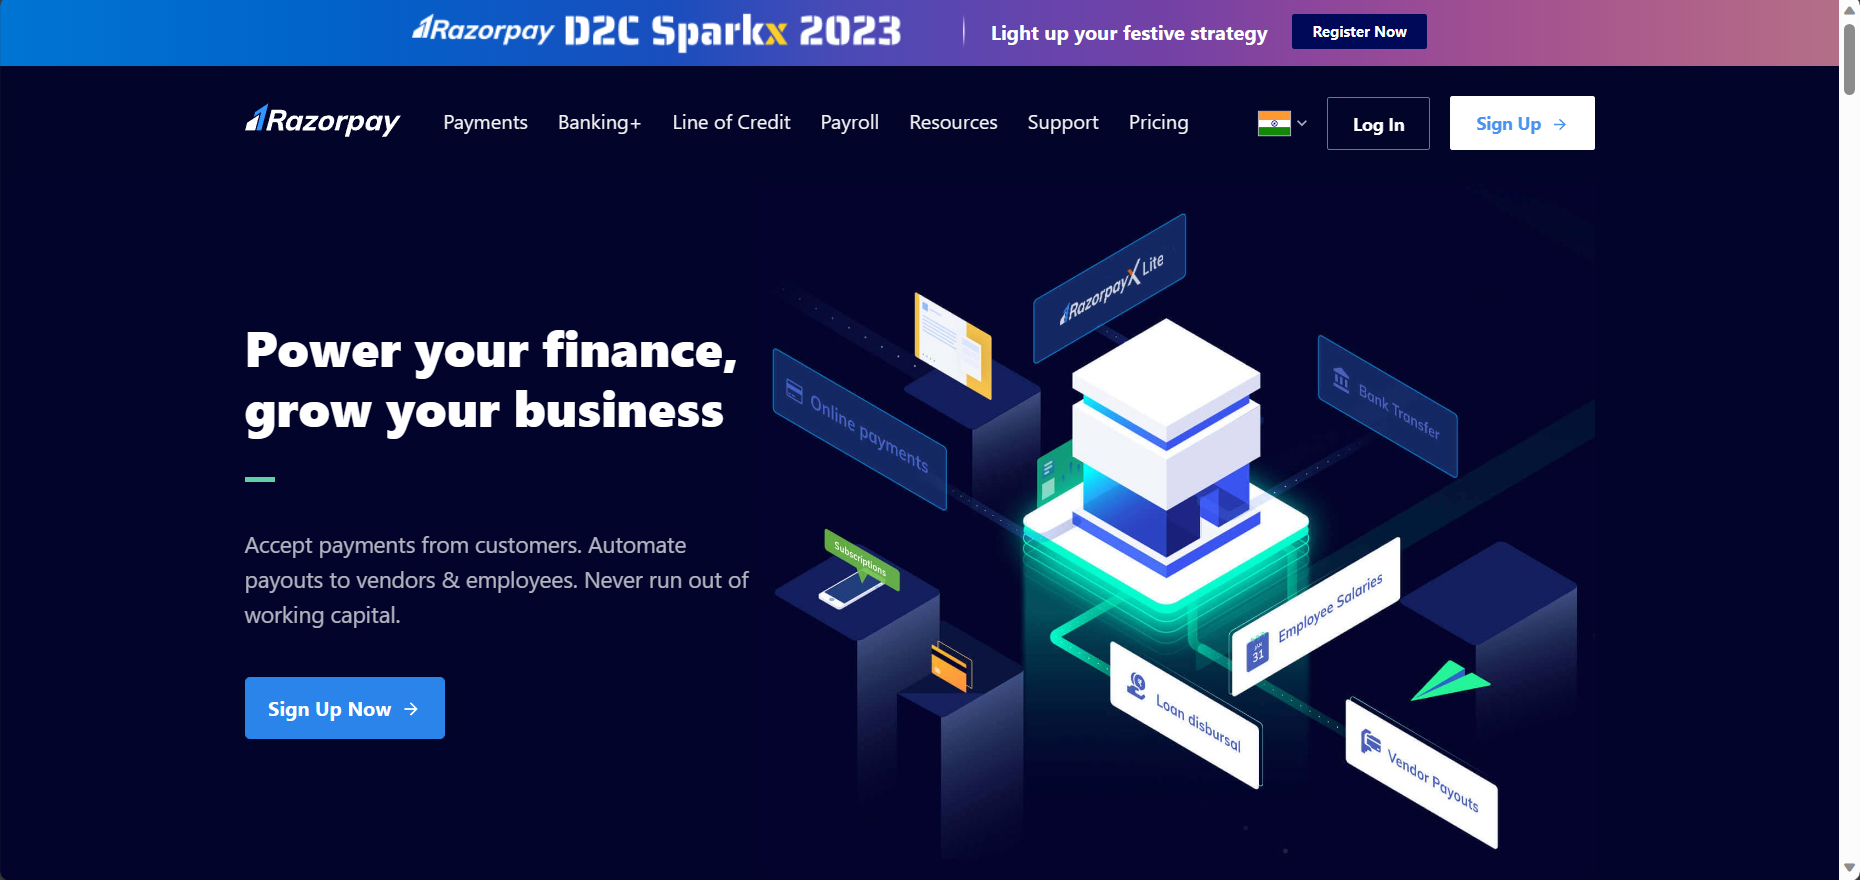 Razorpay D2C Sparkx 2023
Light up your festive strategy
Register Now
Razorpay
Payments
Banking+
Line of Credit
Payroll
Resources
Support
Pricing
Log In
Sign Up
Power your finance,
grow your business
Accept payments from customers. Automate
payouts to vendors & employees. Never run out of
working capital.
Sign Up Now
RazorpayX Lite
Online payments
Bank Transfer
Subscriptions
Employee Salaries
JAN
31
Loan disbursal
Vendor Payouts